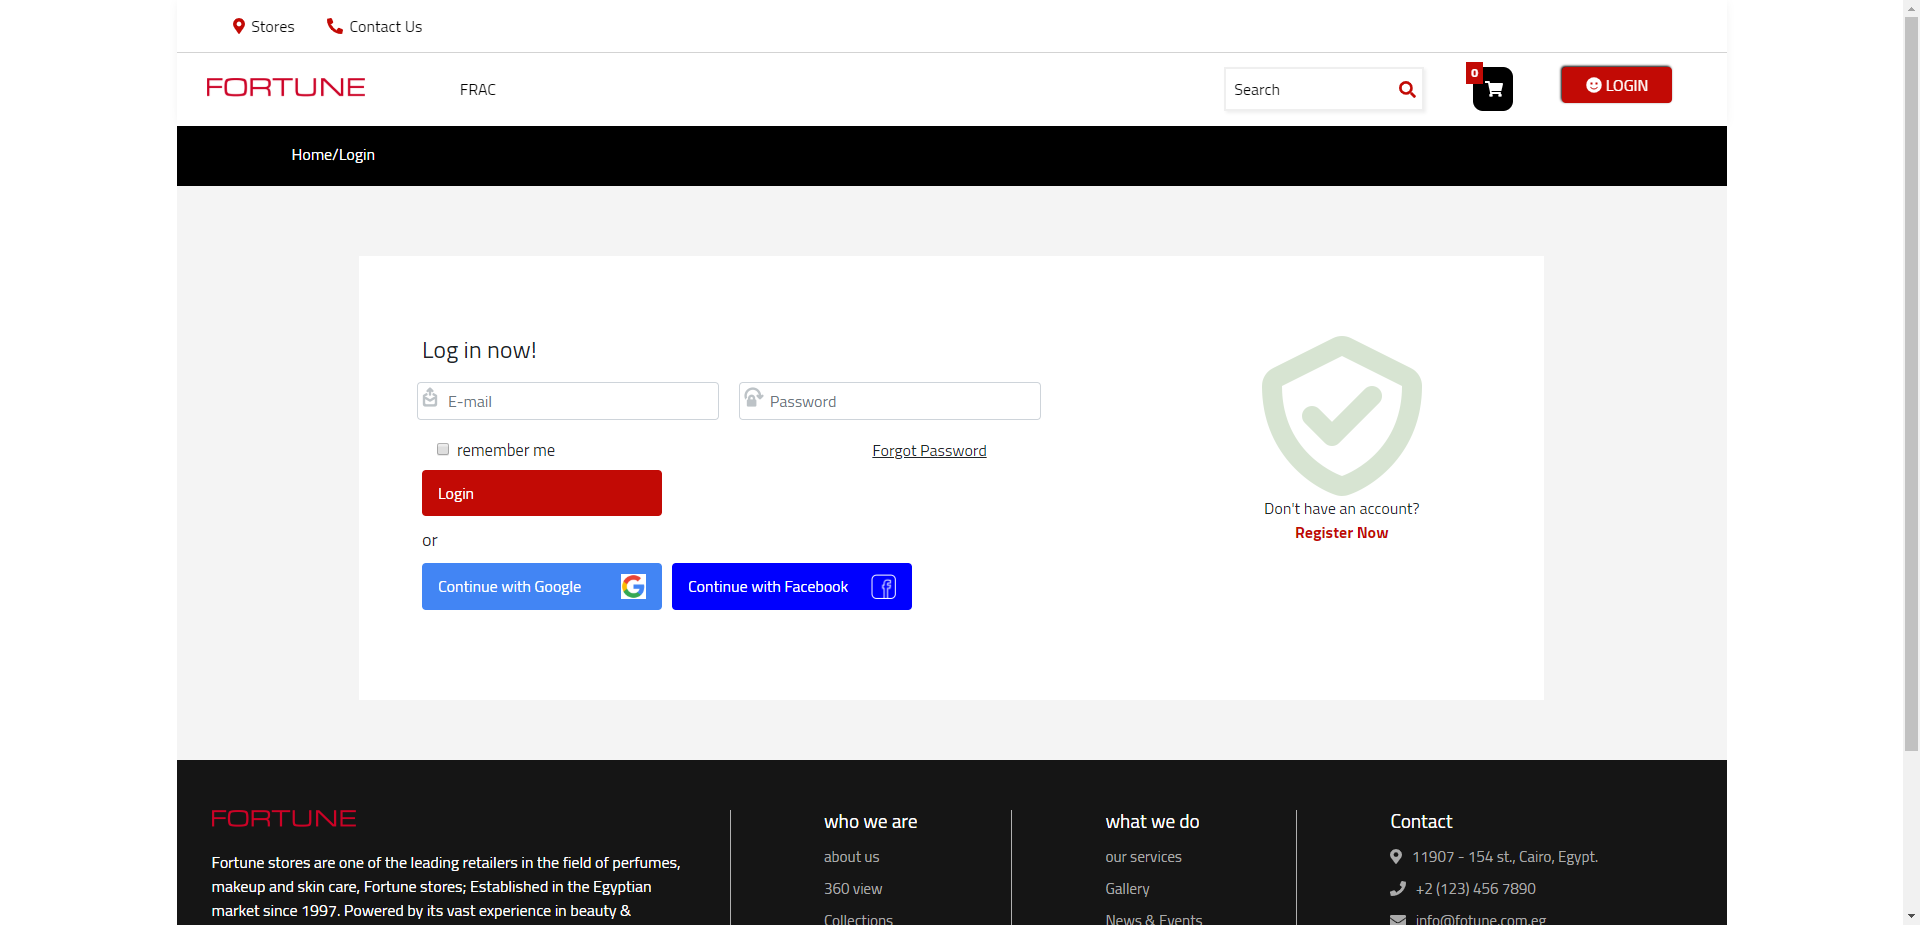 Stores Contact Us
FORTUNE FRAC Search 0 LOGIN
Home/Login
Log in now!
E-mail Password
remember me Forgot Password
Login
or
Continue with Google Continue with Facebook
Don't have an account?
Register Now
FORTUNE
Fortune stores are one of the leading retailers in the field of perfumes,
makeup and skin care, Fortune stores; Established in the Egyptian
market since 1997. Powered by its vast experience in beauty &
who we are
about us
360 view
Collections
what we do
our services
Gallery
News & Events
Contact
11907 - 154 st., Cairo, Egypt.
+2 (123) 456 7890
info@fotune.com.eg